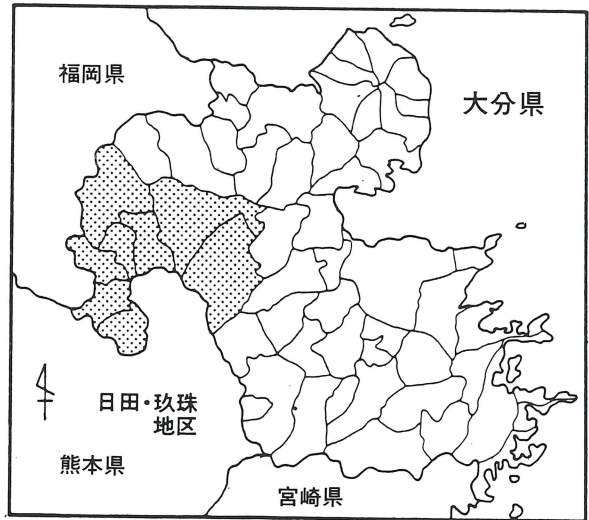 福岡県
大分県
日田・玖珠
地区
熊本県
宮崎県